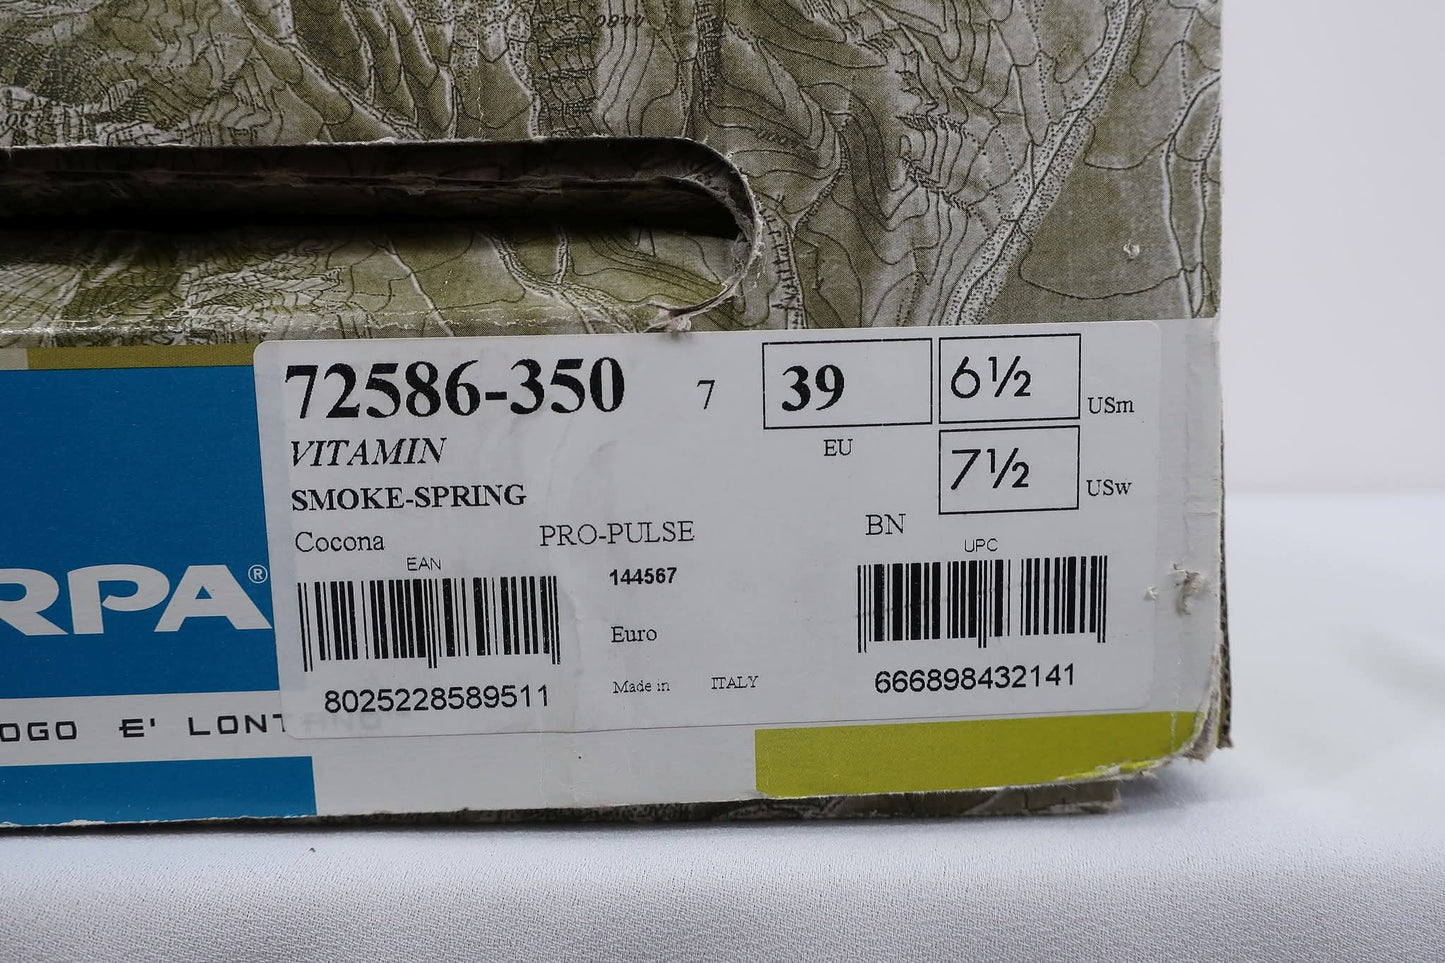 72586-350 7 39 6½ USm
VITAMIN EU 7½ USw
SMOKE-SPRING
Cocona PRO-PULSE BN
EAN 144567 UPC
Euro
Made in ITALY
8025228589511 666898432141
RPA®
OGO E' LONTANO